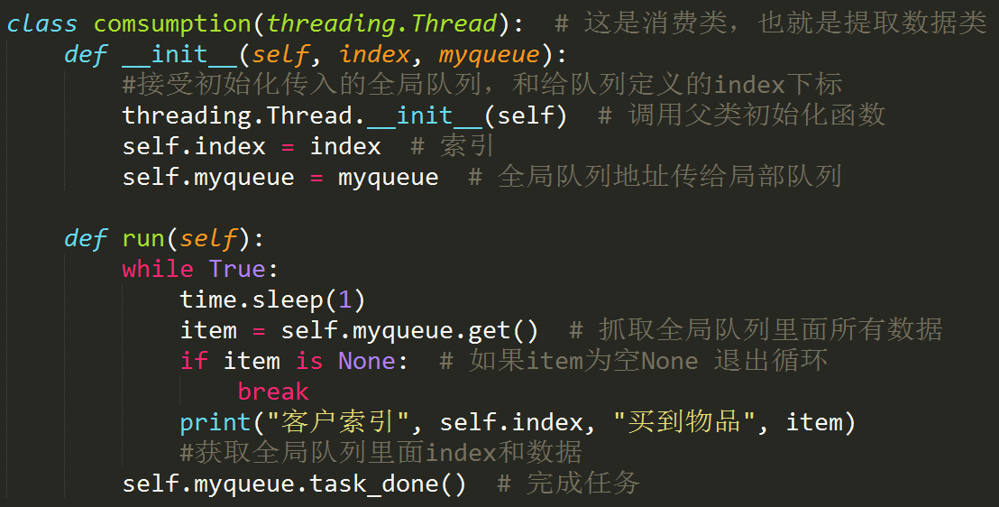 class comsumption(threading.Thread):  # 这是消费类，也就是提取数据类
    def __init__(self, index, myqueue):
        #接受初始化传入的全局队列，和给队列定义的index下标
        threading.Thread.__init__(self)  # 调用父类初始化函数
        self.index = index  # 索引
        self.myqueue = myqueue  # 全局队列地址传给局部队列

    def run(self):
        while True:
            time.sleep(1)
            item = self.myqueue.get()  # 抓取全局队列里面所有数据
            if item is None:  # 如果item为空None 退出循环
                break
            print("客户索引", self.index, "买到物品", item)
            #获取全局队列里面index和数据
        self.myqueue.task_done()  # 完成任务